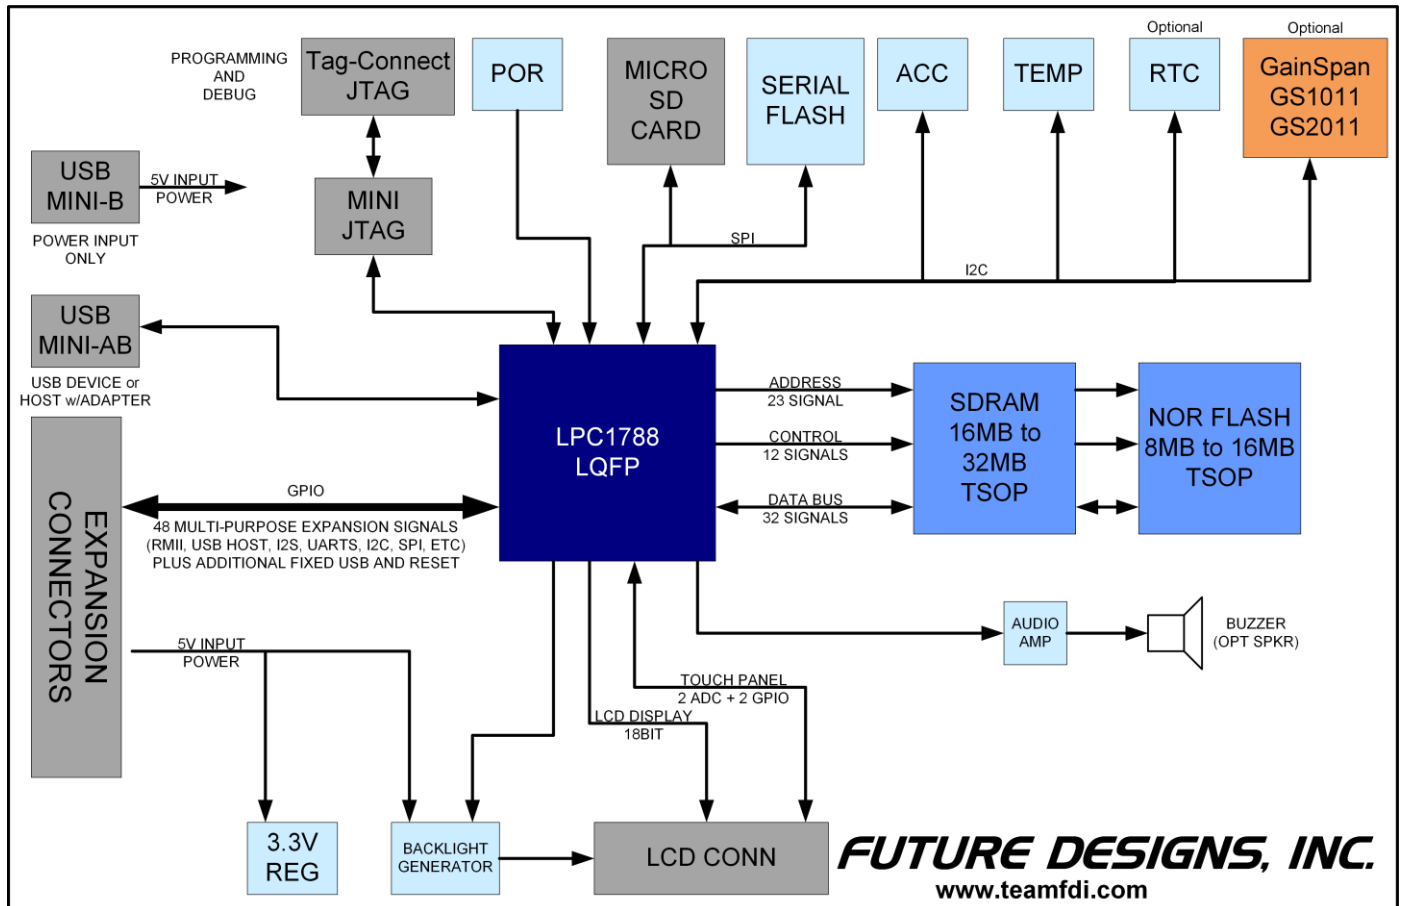 PROGRAMMING
AND
DEBUG
Tag-Connect
JTAG
POR
MICRO
SD
CARD
SERIAL
FLASH
ACC
TEMP
Optional
RTC
Optional
GainSpan
GS1011
GS2011
USB
MINI-B
5V INPUT
POWER
POWER INPUT
ONLY
MINI
JTAG
SPI
I2C
USB
MINI-AB
USB DEVICE or
HOST w/ADAPTER
LPC1788
LQFP
ADDRESS
23 SIGNAL
CONTROL
12 SIGNALS
DATA BUS
32 SIGNALS
SDRAM
16MB to
32MB
TSOP
NOR FLASH
8MB to 16MB
TSOP
EXPANSION
CONNECTORS
GPIO
48 MULTI-PURPOSE EXPANSION SIGNALS
(RMII, USB HOST, I2S, UARTS, I2C, SPI, ETC)
PLUS ADDITIONAL FIXED USB AND RESET
5V INPUT
POWER
AUDIO
AMP
BUZZER
(OPT SPKR)
TOUCH PANEL
2 ADC + 2 GPIO
LCD DISPLAY
18BIT
3.3V
REG
BACKLIGHT
GENERATOR
LCD CONN
FUTURE DESIGNS, INC.
www.teamfdi.com